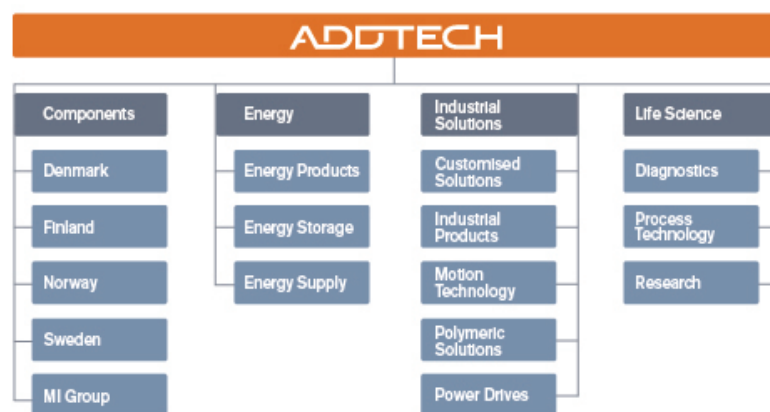 ADDTECH
Components
Denmark
Finland
Norway
Sweden
MI Group
Energy
Energy Products
Energy Storage
Energy Supply
Industrial
Solutions
Customised
Solutions
Industrial
Products
Motion
Technology
Polymeric
Solutions
Power Drives
Life Science
Diagnostics
Process
Technology
Research